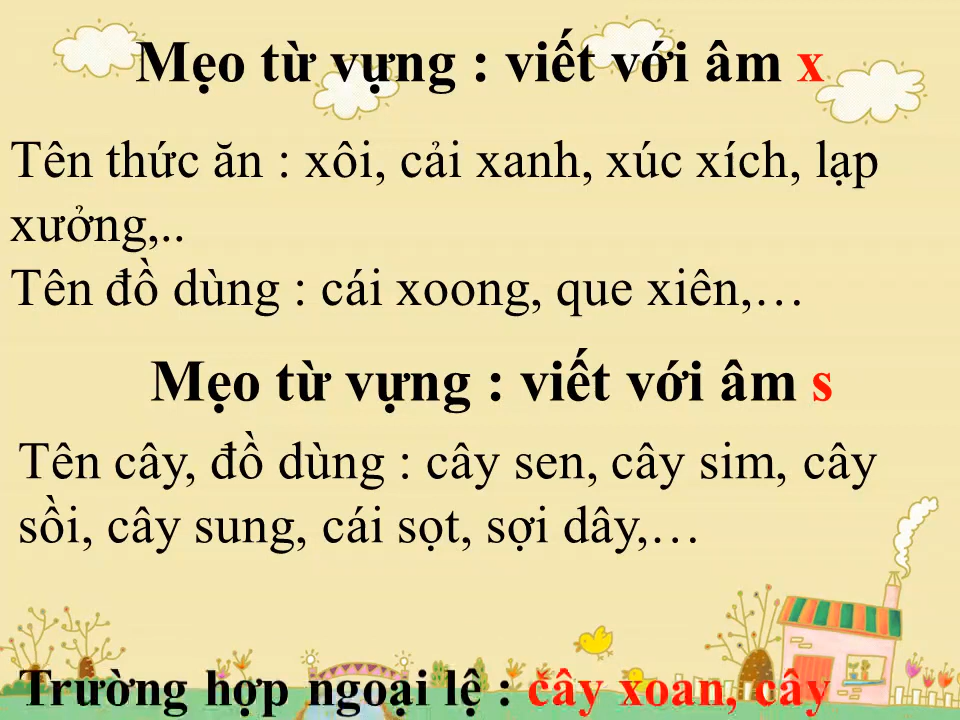 Mẹo từ vựng : viết với âm x
Tên thức ăn : xôi, cải xanh, xúc xích, lạp
xưởng,..
Tên đồ dùng : cái xoong, que xiên,…
Mẹo từ vựng : viết với âm s
Tên cây, đồ dùng : cây sen, cây sim, cây
sồi, cây sung, cái sọt, sợi dây,…
Trường hợp ngoại lệ : cây xoan, cây